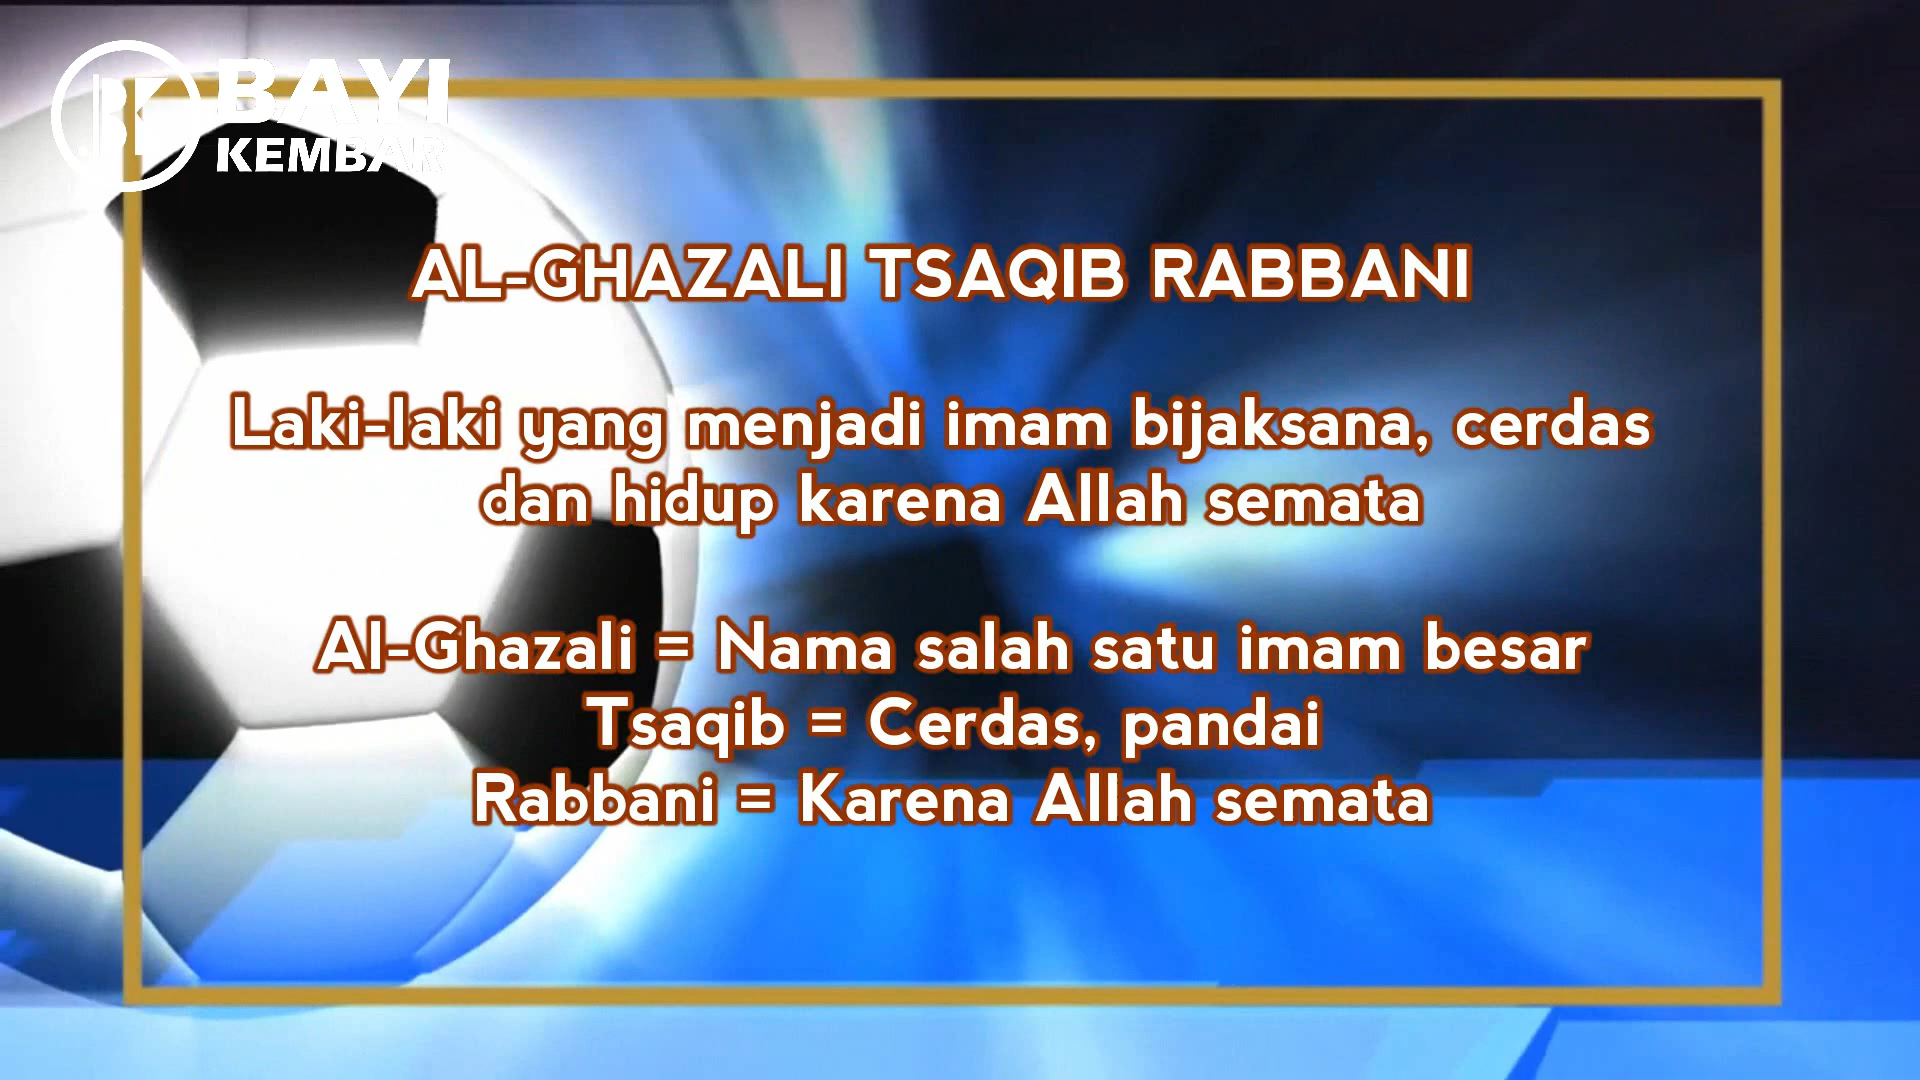 BK
BAYI
KEMBAR
AL-GHAZALI TSAQIB RABBANI
Laki-laki yang menjadi imam bijaksana, cerdas
dan hidup karena Allah semata
Al-Ghazali = Nama salah satu imam besar
Tsaqib = Cerdas, pandai
Rabbani = Karena Allah semata